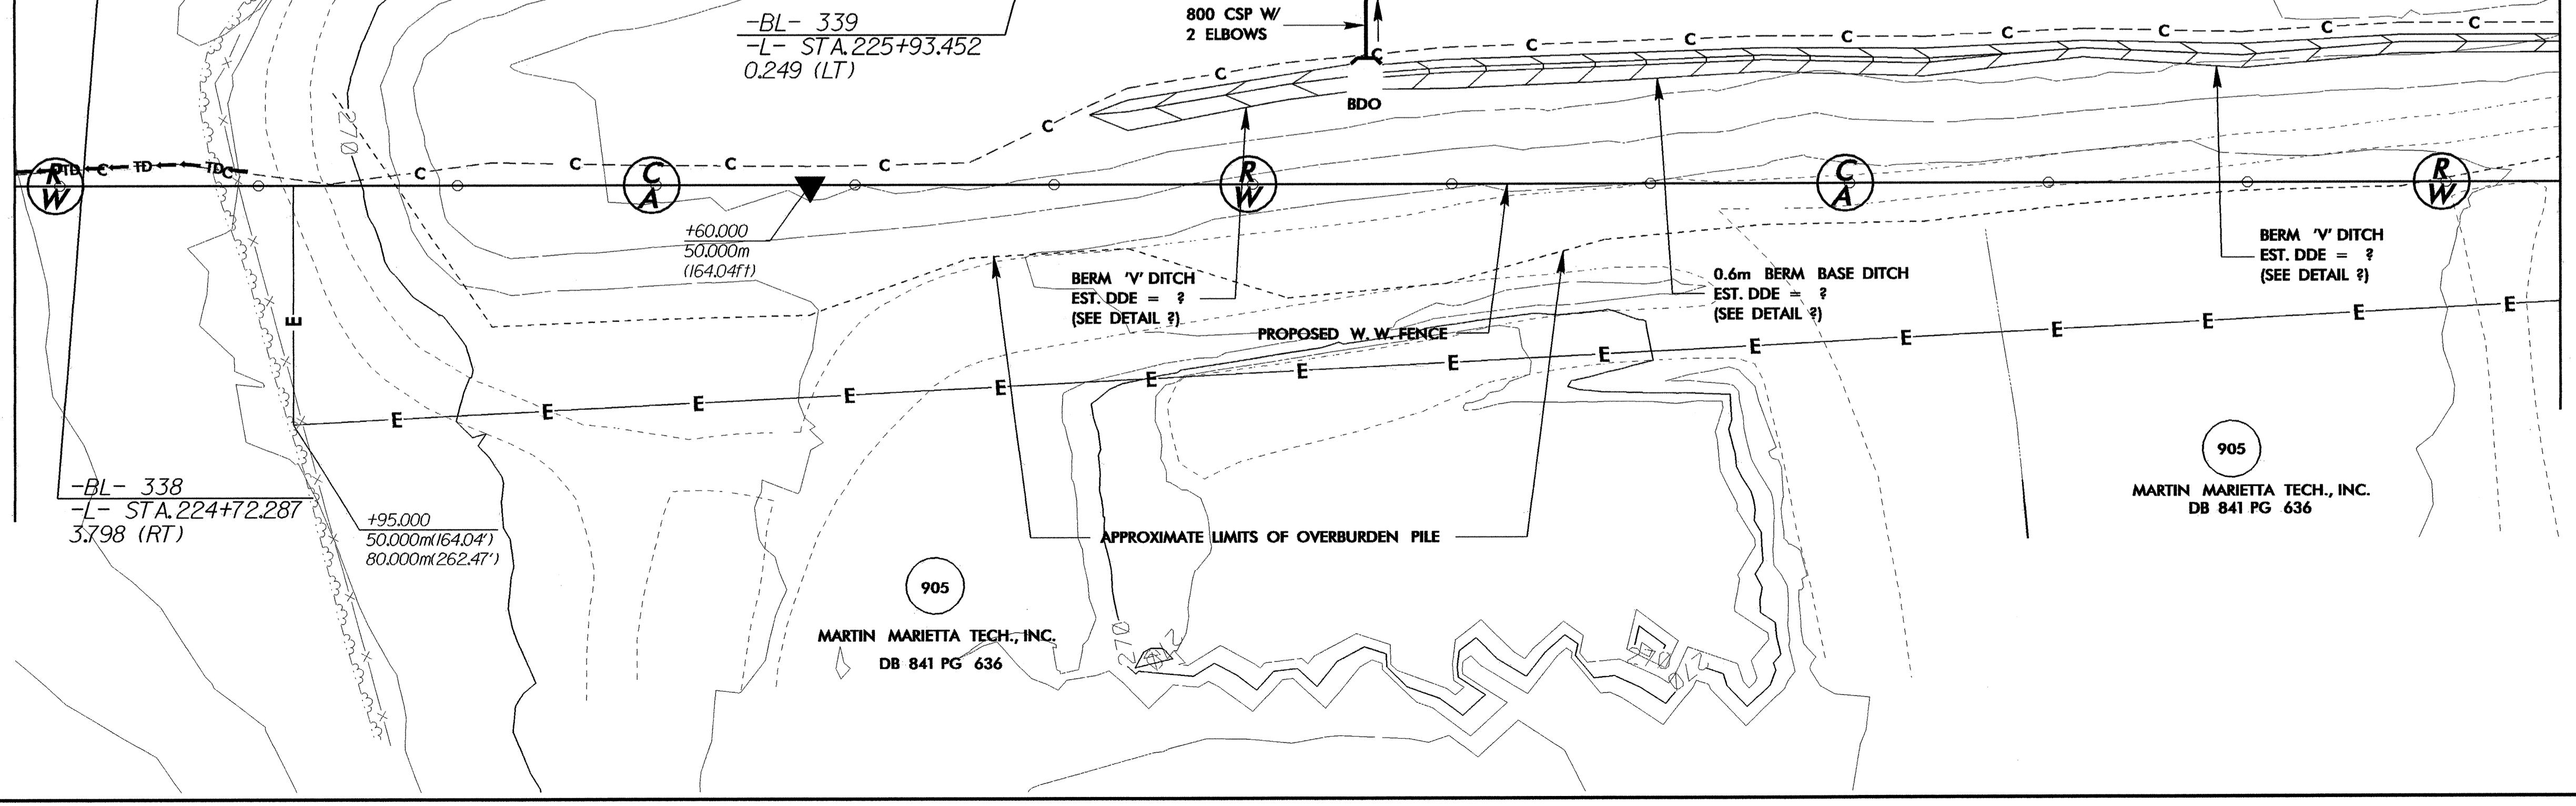 -BL- 339
-L- STA.225+93.452
0.249 (LT)
800 CSP W/
2 ELBOWS
C C C C C C C C
C
BDO
C
C C C C
TD C TD TD C
R W
C A
R W
C A
R W
270
+60.000
50.000m
(164.04ft)
BERM 'V' DITCH
EST. DDE = ?
(SEE DETAIL ?)
0.6m BERM BASE DITCH
EST. DDE = ?
(SEE DETAIL ?)
BERM 'V' DITCH
EST. DDE = ?
(SEE DETAIL ?)
PROPOSED W.W. FENCE
E
E E E E E E E E E E E E E E E
-BL- 338
-L- STA.224+72.287
3.798 (RT)
+95.000
50.000m(164.04')
80.000m(262.47')
APPROXIMATE LIMITS OF OVERBURDEN PILE
905
MARTIN MARIETTA TECH., INC.
DB 841 PG 636
905
MARTIN MARIETTA TECH., INC.
DB 841 PG 636